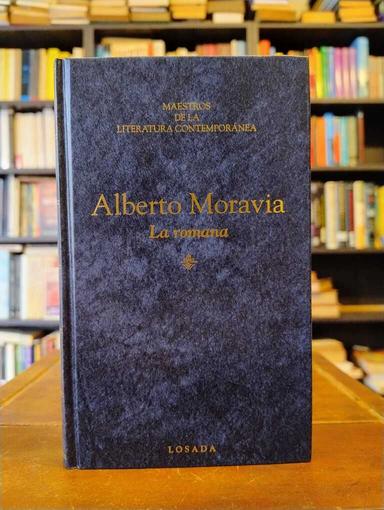 MAESTROS
DE LA
LITERATURA CONTEMPORÁNEA
Alberto Moravia
La romana
LOSADA